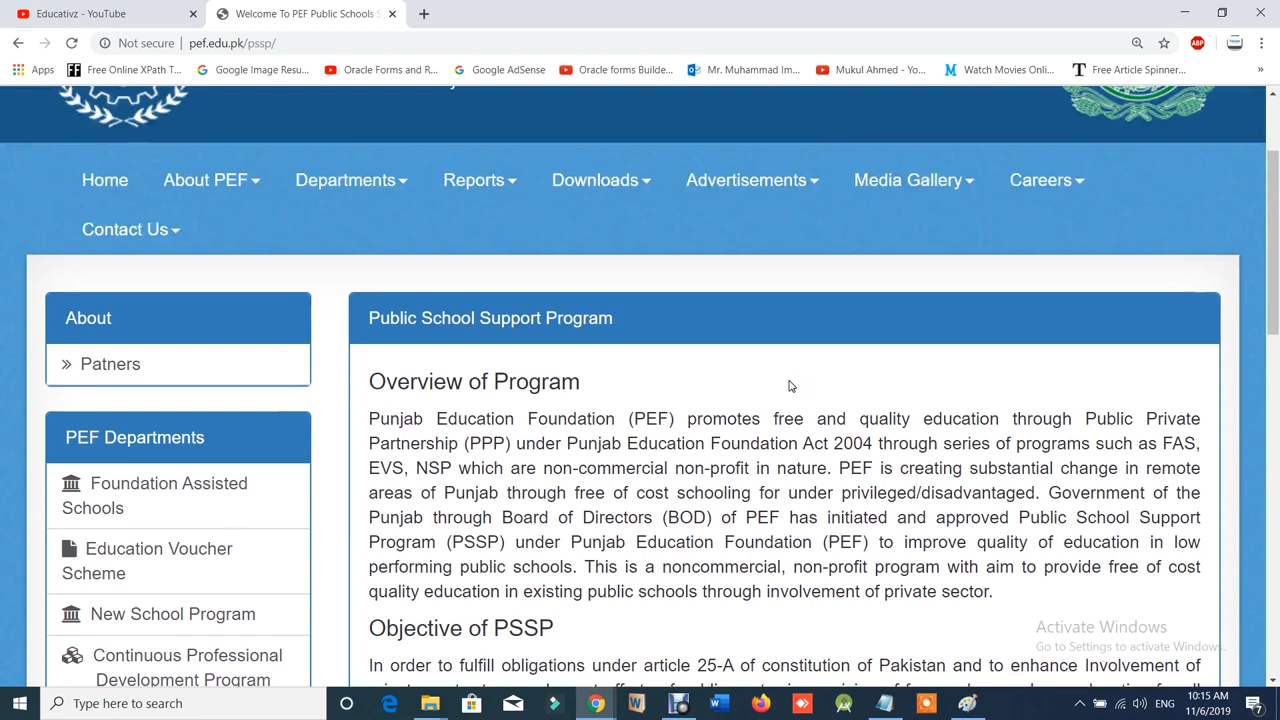 Educativz - YouTube
Welcome To PEF Public Schools S
Not secure
pef.edu.pk/pssp/
ABP
Apps
Free Online XPath T...
Google Image Resu...
Oracle Forms and R...
Google AdSense
Oracle forms Builde...
Mr. Muhammad Im...
Mukul Ahmed - Yo...
Watch Movies Onli...
Free Article Spinner...
Home
About PEF
Departments
Reports
Downloads
Advertisements
Media Gallery
Careers
Contact Us
About
» Patners
PEF Departments
Foundation Assisted
Schools
Education Voucher
Scheme
New School Program
Continuous Professional
Development Program
Public School Support Program
Overview of Program
Punjab Education Foundation (PEF) promotes free and quality education through Public Private
Partnership (PPP) under Punjab Education Foundation Act 2004 through series of programs such as FAS,
EVS, NSP which are non-commercial non-profit in nature. PEF is creating substantial change in remote
areas of Punjab through free of cost schooling for under privileged/disadvantaged. Government of the
Punjab through Board of Directors (BOD) of PEF has initiated and approved Public School Support
Program (PSSP) under Punjab Education Foundation (PEF) to improve quality of education in low
performing public schools. This is a noncommercial, non-profit program with aim to provide free of cost
quality education in existing public schools through involvement of private sector.
Objective of PSSP
In order to fulfill obligations under article 25-A of constitution of Pakistan and to enhance Involvement of
Activate Windows
Go to Settings to activate Windows.
Type here to search
ENG
10:15 AM
11/6/2019
7